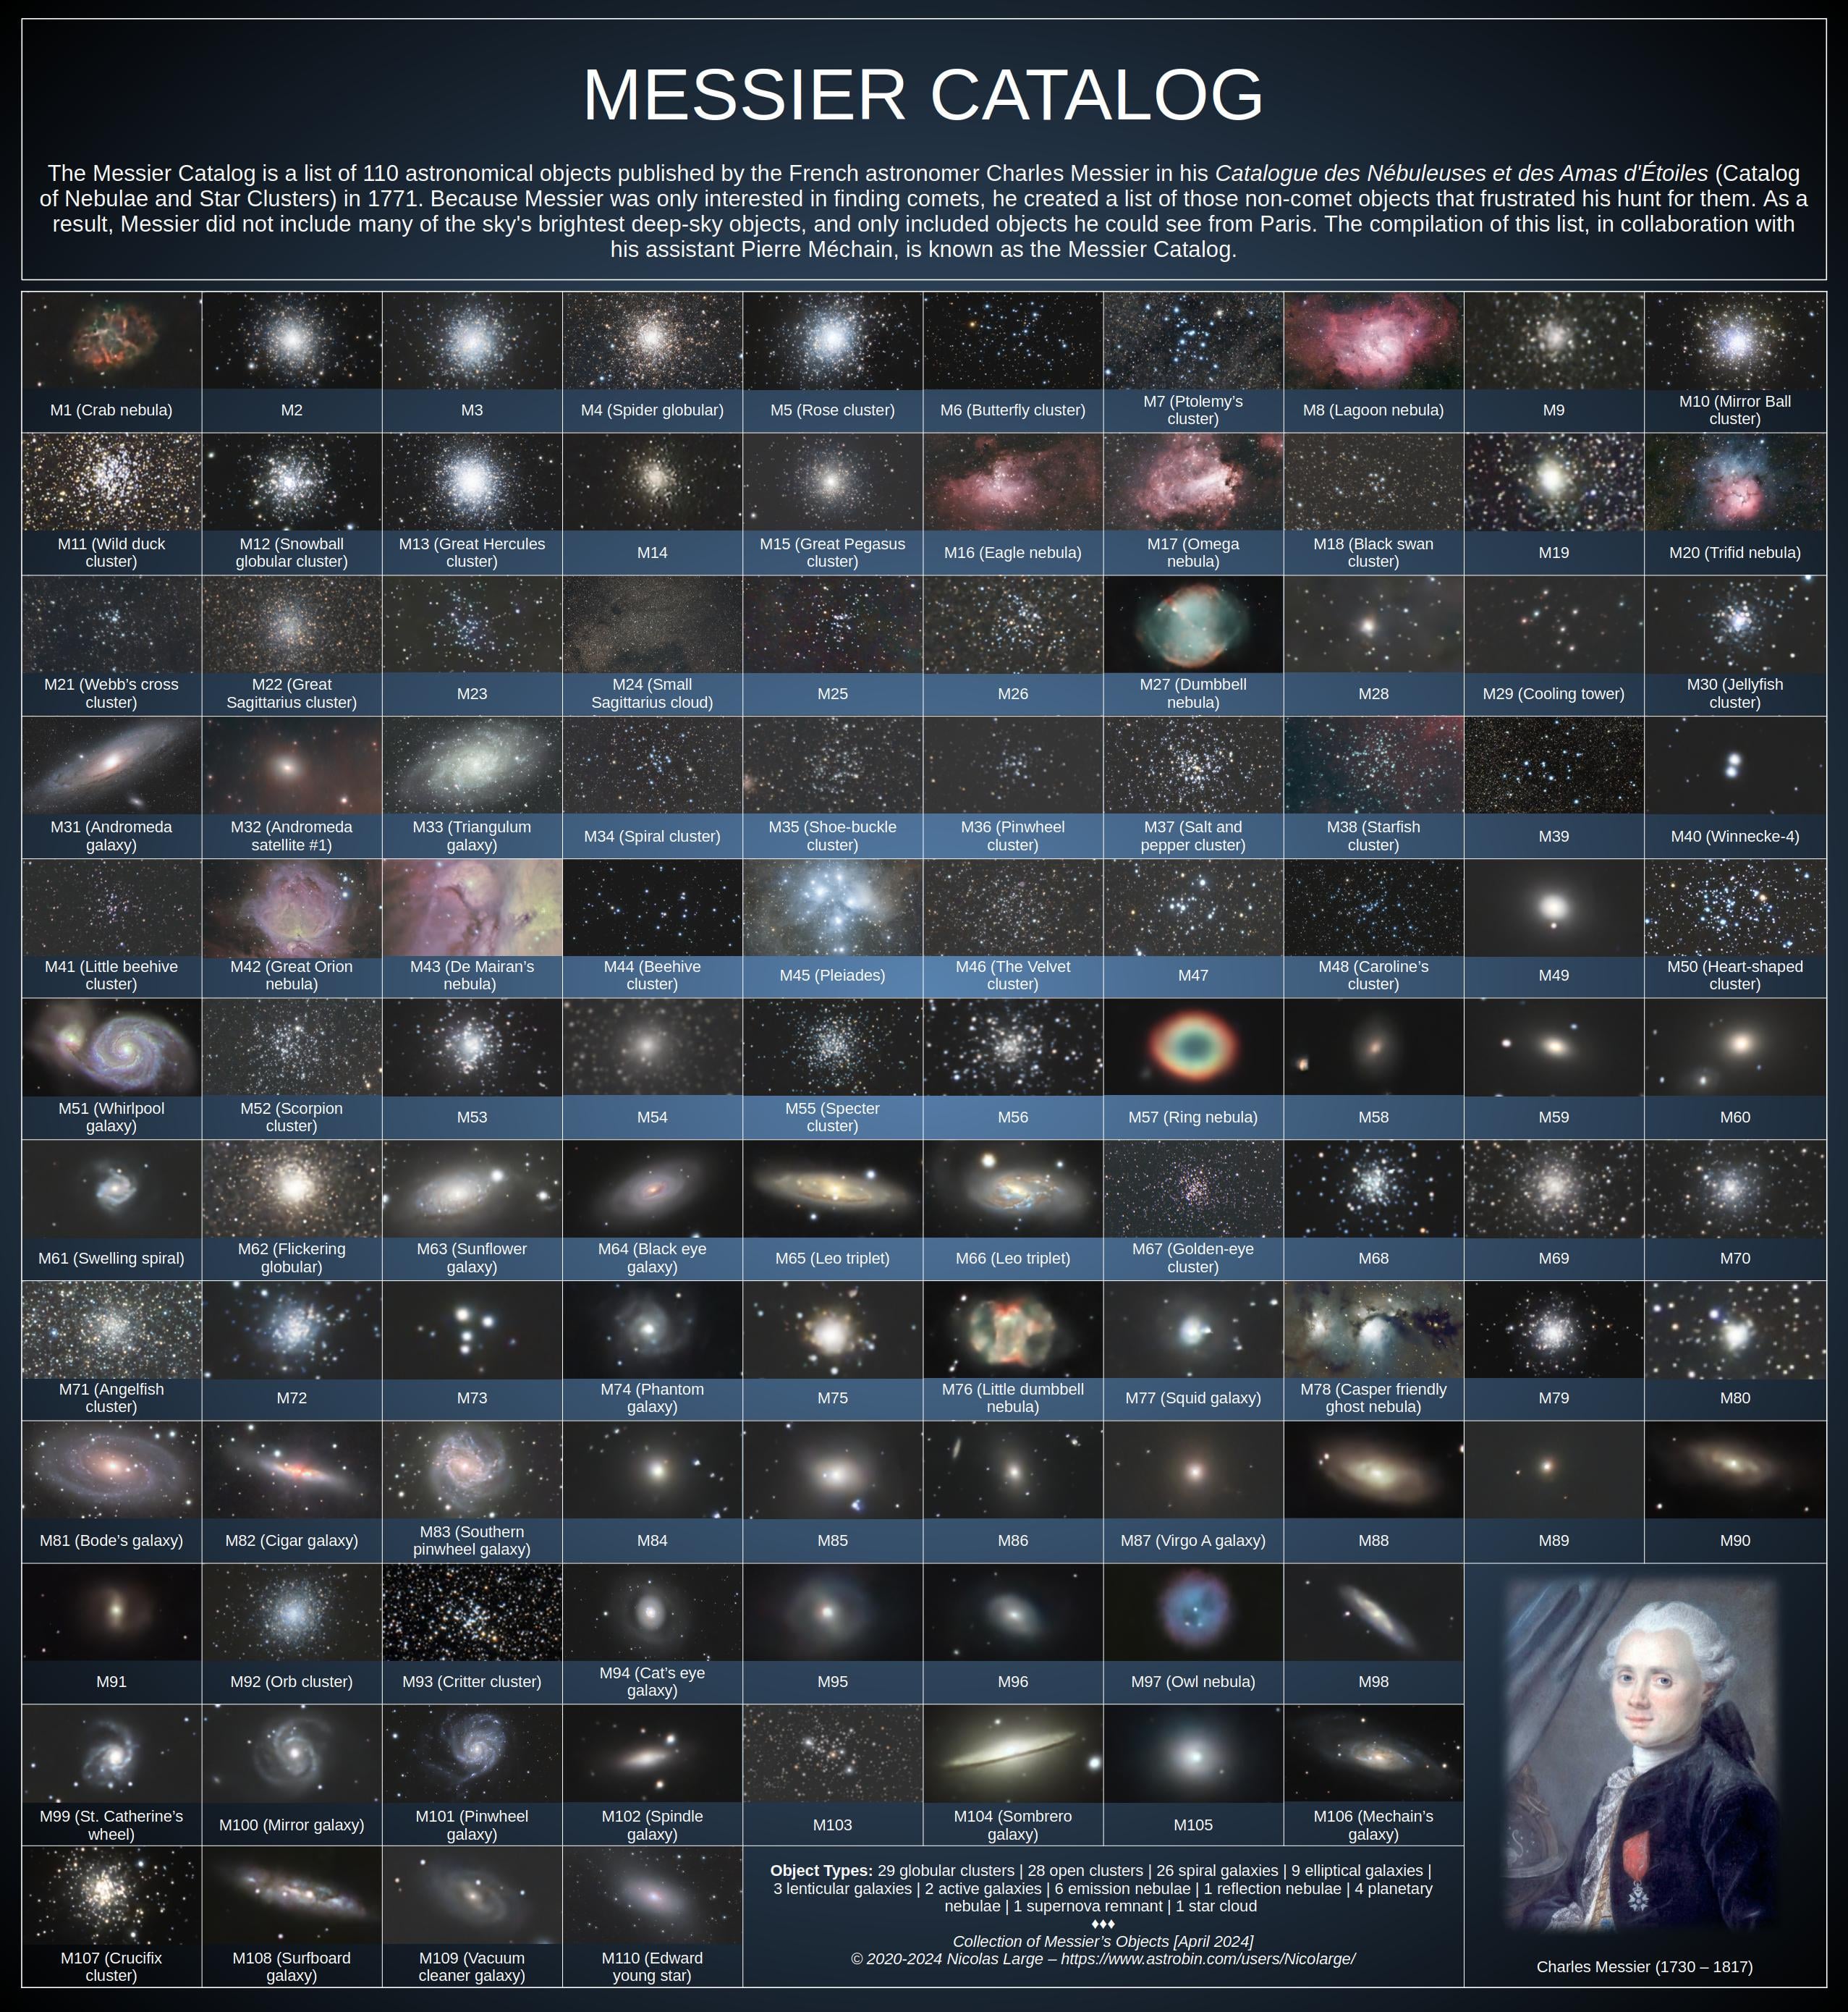 MESSIER CATALOG
The Messier Catalog is a list of 110 astronomical objects published by the French astronomer Charles Messier in his Catalogue des Nébuleuses et des Amas d'Étoiles (Catalog
of Nebulae and Star Clusters) in 1771. Because Messier was only interested in finding comets, he created a list of those non-comet objects that frustrated his hunt for them. As a
result, Messier did not include many of the sky's brightest deep-sky objects, and only included objects he could see from Paris. The compilation of this list, in collaboration with
his assistant Pierre Méchain, is known as the Messier Catalog.
M1 (Crab nebula)
M2
M3
M4 (Spider globular)
M5 (Rose cluster)
M6 (Butterfly cluster)
M7 (Ptolemy’s
cluster)
M8 (Lagoon nebula)
M9
M10 (Mirror Ball
cluster)
M11 (Wild duck
cluster)
M12 (Snowball
globular cluster)
M13 (Great Hercules
cluster)
M14
M15 (Great Pegasus
cluster)
M16 (Eagle nebula)
M17 (Omega
nebula)
M18 (Black swan
cluster)
M19
M20 (Trifid nebula)
M21 (Webb’s cross
cluster)
M22 (Great
Sagittarius cluster)
M23
M24 (Small
Sagittarius cloud)
M25
M26
M27 (Dumbbell
nebula)
M28
M29 (Cooling tower)
M30 (Jellyfish
cluster)
M31 (Andromeda
galaxy)
M32 (Andromeda
satellite #1)
M33 (Triangulum
galaxy)
M34 (Spiral cluster)
M35 (Shoe-buckle
cluster)
M36 (Pinwheel
cluster)
M37 (Salt and
pepper cluster)
M38 (Starfish
cluster)
M39
M40 (Winnecke-4)
M41 (Little beehive
cluster)
M42 (Great Orion
nebula)
M43 (De Mairan’s
nebula)
M44 (Beehive
cluster)
M45 (Pleiades)
M46 (The Velvet
cluster)
M47
M48 (Caroline’s
cluster)
M49
M50 (Heart-shaped
cluster)
M51 (Whirlpool
galaxy)
M52 (Scorpion
cluster)
M53
M54
M55 (Specter
cluster)
M56
M57 (Ring nebula)
M58
M59
M60
M61 (Swelling spiral)
M62 (Flickering
globular)
M63 (Sunflower
galaxy)
M64 (Black eye
galaxy)
M65 (Leo triplet)
M66 (Leo triplet)
M67 (Golden-eye
cluster)
M68
M69
M70
M71 (Angelfish
cluster)
M72
M73
M74 (Phantom
galaxy)
M75
M76 (Little dumbbell
nebula)
M77 (Squid galaxy)
M78 (Casper friendly
ghost nebula)
M79
M80
M81 (Bode’s galaxy)
M82 (Cigar galaxy)
M83 (Southern
pinwheel galaxy)
M84
M85
M86
M87 (Virgo A galaxy)
M88
M89
M90
M91
M92 (Orb cluster)
M93 (Critter cluster)
M94 (Cat’s eye
galaxy)
M95
M96
M97 (Owl nebula)
M98
M99 (St. Catherine’s
wheel)
M100 (Mirror galaxy)
M101 (Pinwheel
galaxy)
M102 (Spindle
galaxy)
M103
M104 (Sombrero
galaxy)
M105
M106 (Mechain’s
galaxy)
M107 (Crucifix
cluster)
M108 (Surfboard
galaxy)
M109 (Vacuum
cleaner galaxy)
M110 (Edward
young star)
Object Types: 29 globular clusters | 28 open clusters | 26 spiral galaxies | 9 elliptical galaxies |
3 lenticular galaxies | 2 active galaxies | 6 emission nebulae | 1 reflection nebulae | 4 planetary
nebulae | 1 supernova remnant | 1 star cloud
♦♦♦
Collection of Messier’s Objects [April 2024]
© 2020-2024 Nicolas Large – https://www.astrobin.com/users/Nicolarge/
Charles Messier (1730 – 1817)